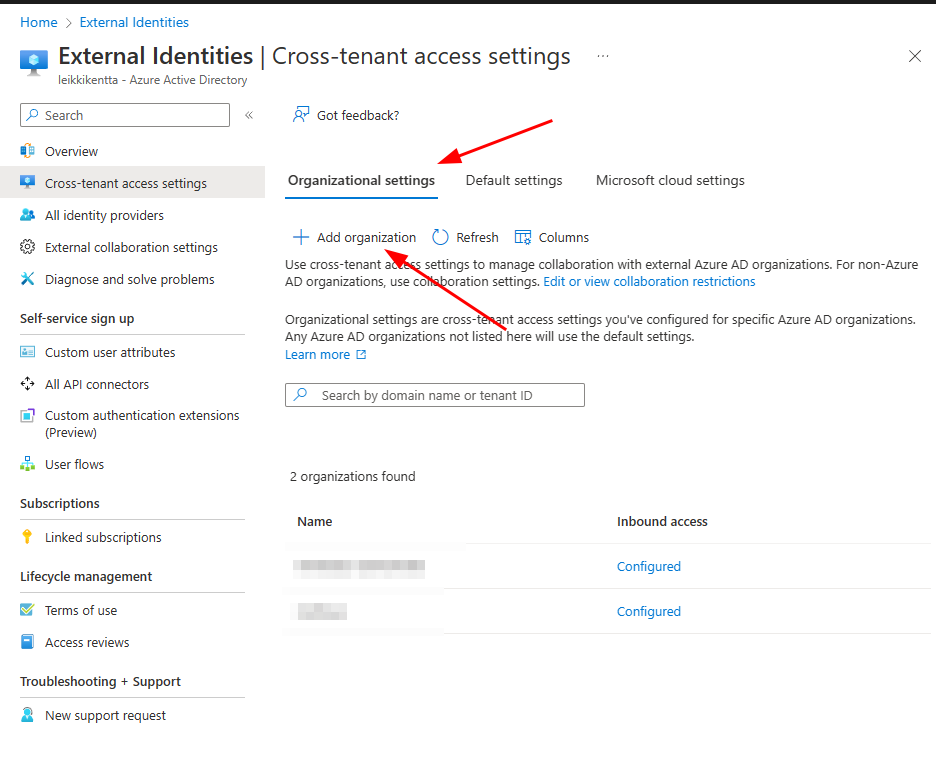 Home > External Identities
External Identities | Cross-tenant access settings ...
leikkikentta - Azure Active Directory
Search
«
Overview
Cross-tenant access settings
All identity providers
External collaboration settings
Diagnose and solve problems
Self-service sign up
Custom user attributes
All API connectors
Custom authentication extensions
(Preview)
User flows
Subscriptions
Linked subscriptions
Lifecycle management
Terms of use
Access reviews
Troubleshooting + Support
New support request
Got feedback?
Organizational settings Default settings Microsoft cloud settings
Add organization Refresh Columns
Use cross-tenant access settings to manage collaboration with external Azure AD organizations. For non-Azure
AD organizations, use collaboration settings. Edit or view collaboration restrictions
Organizational settings are cross-tenant access settings you've configured for specific Azure AD organizations.
Any Azure AD organizations not listed here will use the default settings.
Learn more
Search by domain name or tenant ID
2 organizations found
Name Inbound access
Configured
Configured